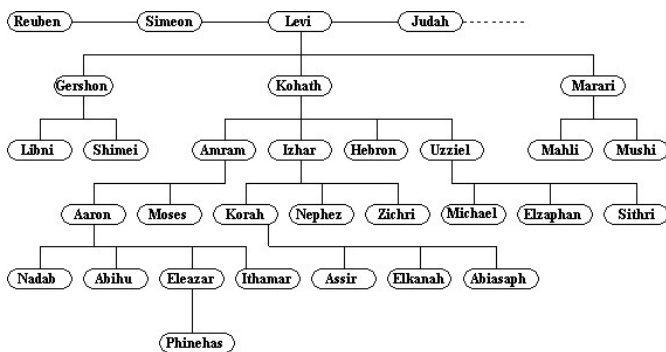 Reuben Simeon Levi Judah
Gershon Kohath Marari
Libni Shimei Amram Izhar Hebron Uzziel Mahli Mushi
Aaron Moses Korah Nephez Zichri Michael Elzaphan Sithri
Nadab Abihu Eleazar Ithamar Assir Elkanah Abiasaph
Phinehas